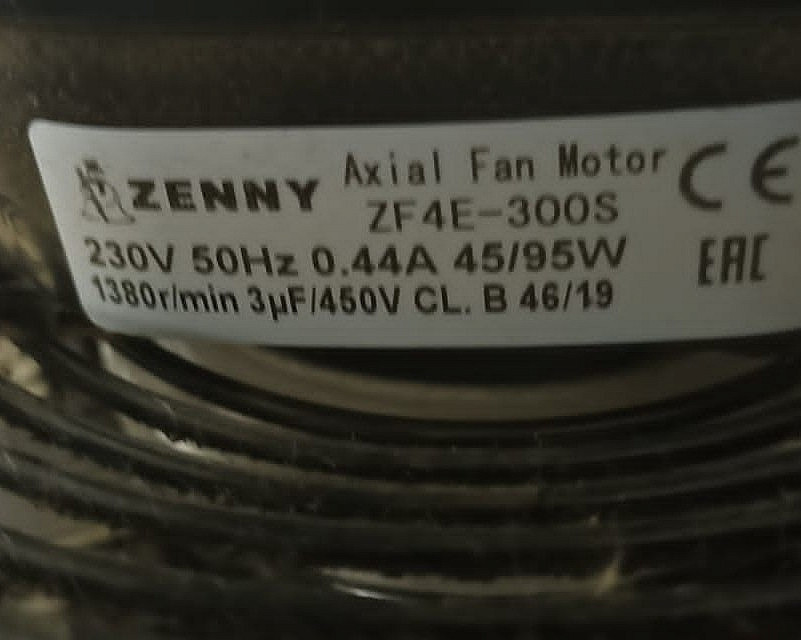 ZENNY Axial Fan Motor CE
ZF4E-300S
230V 50Hz 0.44A 45/95W EAC
1380r/min 3µF/450V CL. B 46/19